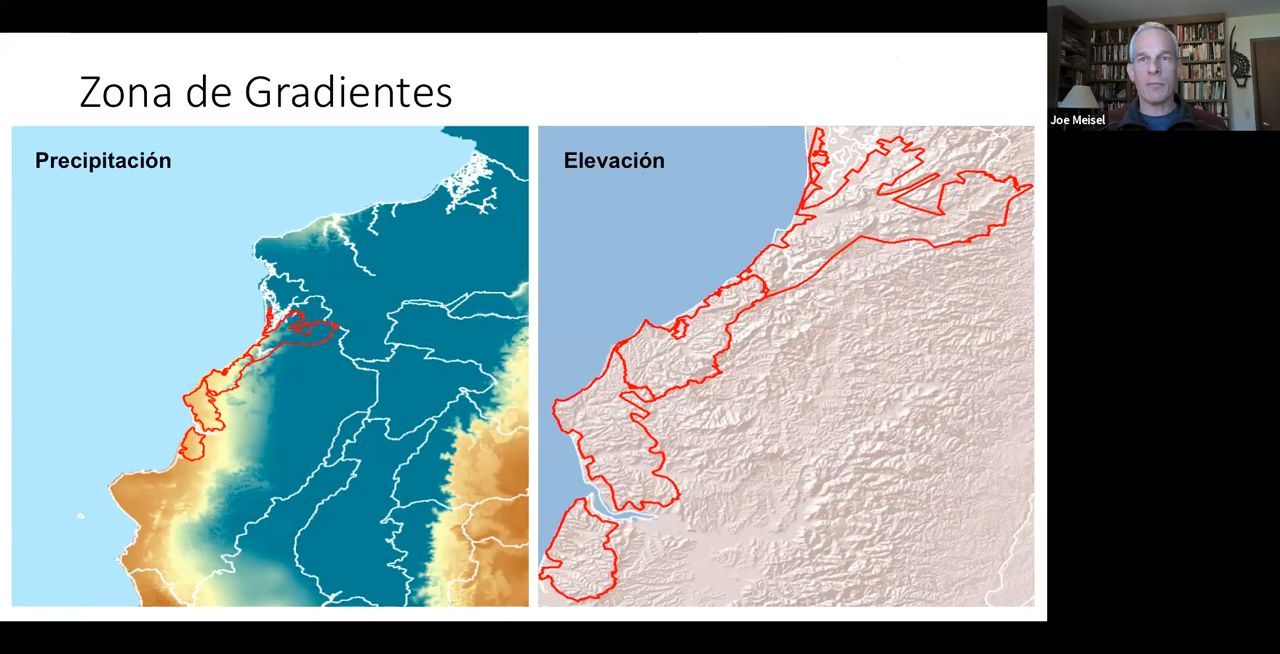 Zona de Gradientes
Precipitación
Elevación
Joe Meisel